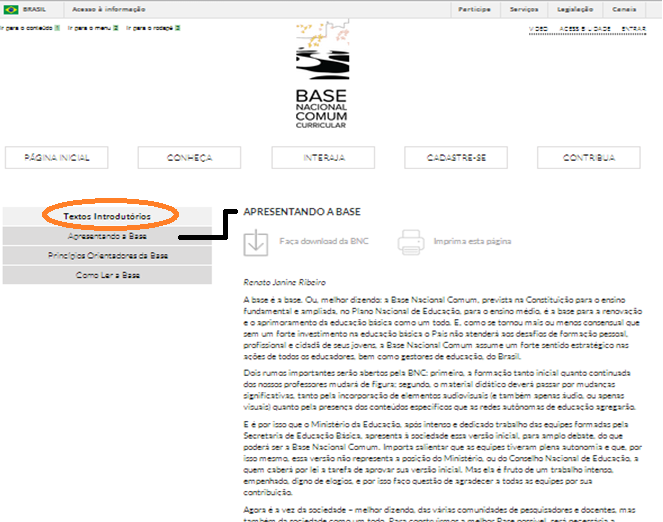 BRASIL Acesso à informação Participe Serviços Legislação Canais
Ir para o conteúdo 1 Ir para o menu 2 Ir para o rodapé 3 VÍDEO ACESSIBILIDADE ENTRAR
BASE
NACIONAL
COMUM
CURRICULAR
PÁGINA INICIAL CONHEÇA INTERAJA CADASTRE-SE CONTRIBUA
Textos Introdutórios
Apresentando a Base
Princípios Orientadores da Base
Como Ler a Base
APRESENTANDO A BASE
Faça download da BNC Imprima esta página
Renato Janine Ribeiro
A base é a base. Ou, melhor dizendo: a Base Nacional Comum, prevista na Constituição para o ensino
fundamental e ampliada, no Plano Nacional de Educação, para o ensino médio, é a base para a renovação
e o aprimoramento da educação básica como um todo. E, como se tornou mais ou menos consensual que
sem um forte investimento na educação básica o País não atenderá aos desafios de formação pessoal,
profissional e cidadã de seus jovens, a Base Nacional Comum assume um forte sentido estratégico nas
ações de todos os educadores, bem como gestores de educação, do Brasil.
Dois rumos importantes serão abertos pela BNC: primeiro, a formação tanto inicial quanto continuada
dos nossos professores mudará de figura; segundo, o material didático deverá passar por mudanças
significativas, tanto pela incorporação de elementos audiovisuais (e também apenas áudio, ou apenas
visuais) quanto pela presença dos conteúdos específicos que as redes autônomas de educação agregarão.
E é por isso que o Ministério da Educação, após intenso e dedicado trabalho das equipes formadas pela
Secretaria de Educação Básica, apresenta à sociedade essa versão inicial, para amplo debate, do que
poderá ser a Base Nacional Comum. Importa salientar que as equipes tiveram plena autonomia e que, por
isso mesmo, essa versão não representa a posição do Ministério, ou do Conselho Nacional de Educação, a
quem caberá por lei a tarefa de aprovar sua versão inicial. Mas ela é fruto de um trabalho intenso,
empenhado, digno de elogios, e por isso faço questão de agradecer a todas as equipes por sua
contribuição.
Agora é a vez da sociedade – melhor dizendo, das várias comunidades de pesquisadores e docentes, mas
também da sociedade como um todo. Para construirmos a melhor Base possível, será necessária a